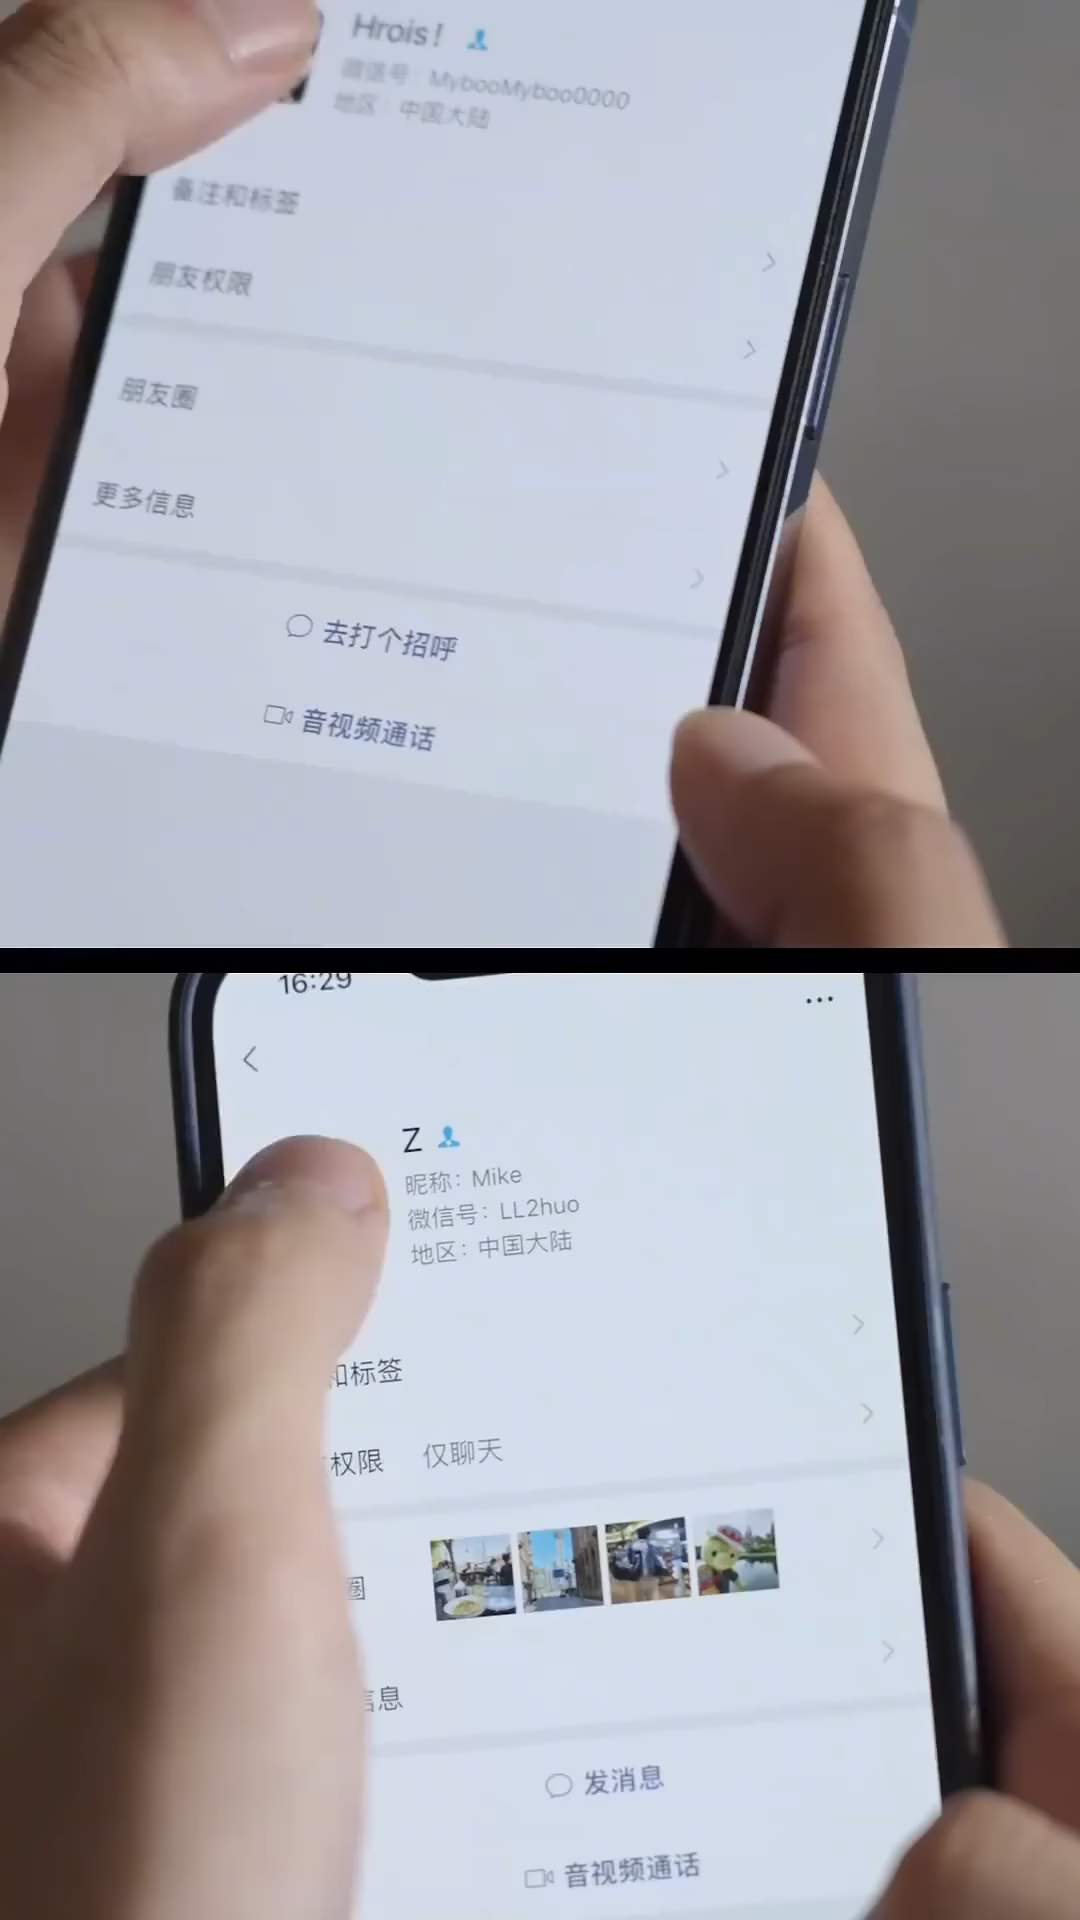 Hrois!
微信号：MybooMyboo0000
地区：中国大陆
备注和标签
朋友权限
朋友圈
更多信息
去打个招呼
音视频通话
16:29
Z
昵称：Mike
微信号：LL2huo
地区：中国大陆
和标签
权限 仅聊天
圈
信息
发消息
音视频通话